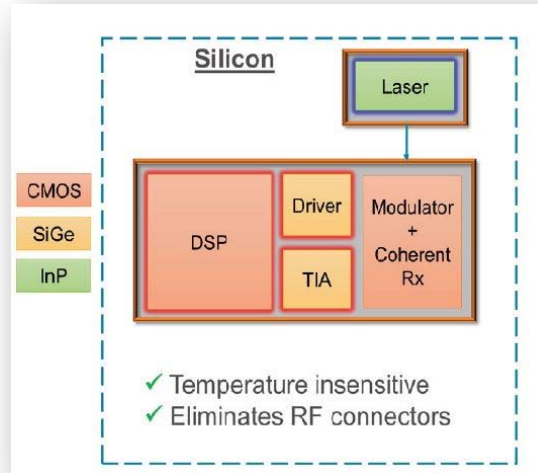 Silicon
Laser
CMOS
SiGe
InP
DSP
Driver
TIA
Modulator
+
Coherent
Rx
✓ Temperature insensitive
✓ Eliminates RF connectors